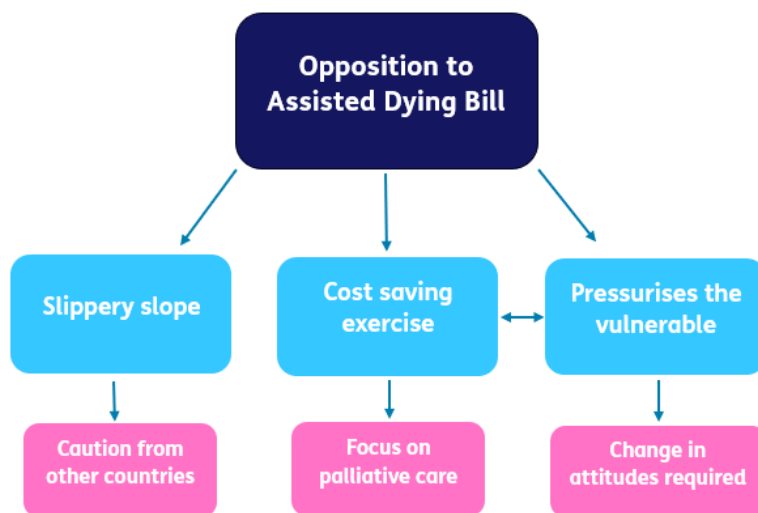 Opposition to
Assisted Dying Bill
Slippery slope
Cost saving
exercise
Pressurises the
vulnerable
Caution from
other countries
Focus on
palliative care
Change in
attitudes required